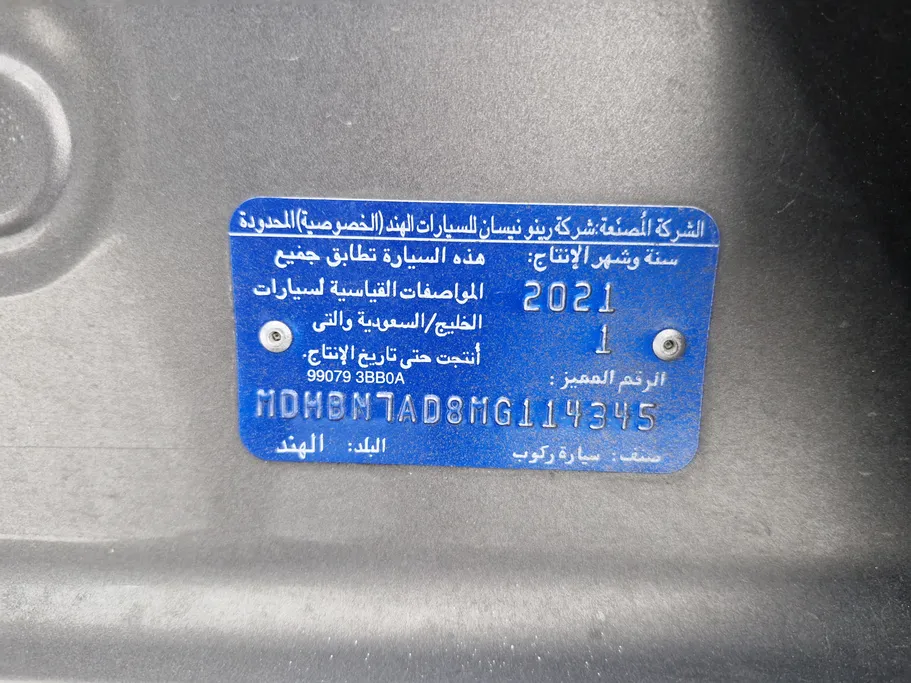 الشركة المُصنّعة: شركة رينو نيسان للسيارات الهند (الخصوصية) المحدودة
سنة وشهر الإنتاج:
2021
1
هذه السيارة تطابق جميع
المواصفات القياسية لسيارات
الخليج/السعودية والتى
أنتجت حتى تاريخ الإنتاج.
99079 3BB0A
الرقم المميز :
MDHBN7AD8MG114345
صنف: سيارة ركوب
البلد: الهند